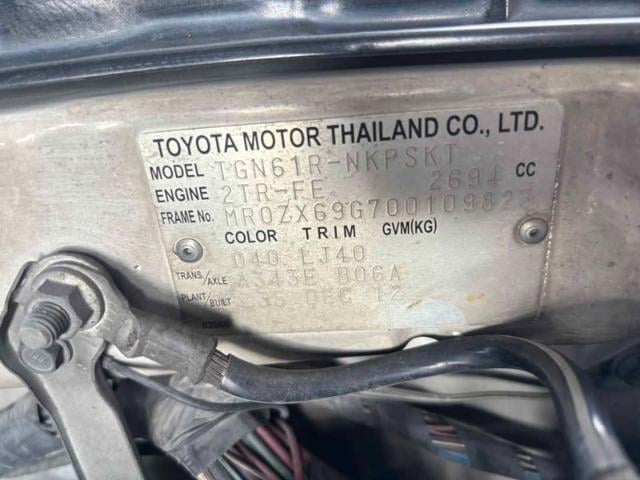 TOYOTA MOTOR THAILAND CO., LTD.
MODEL TGN61R-NKPSKT
ENGINE 2TR-FE 2694 CC
FRAME No. MR0ZX69G700109823
COLOR TRIM GVM(KG)
040 LJ40
TRANS./AXLE A343E B06A
PLANT/BUILT DEC 12